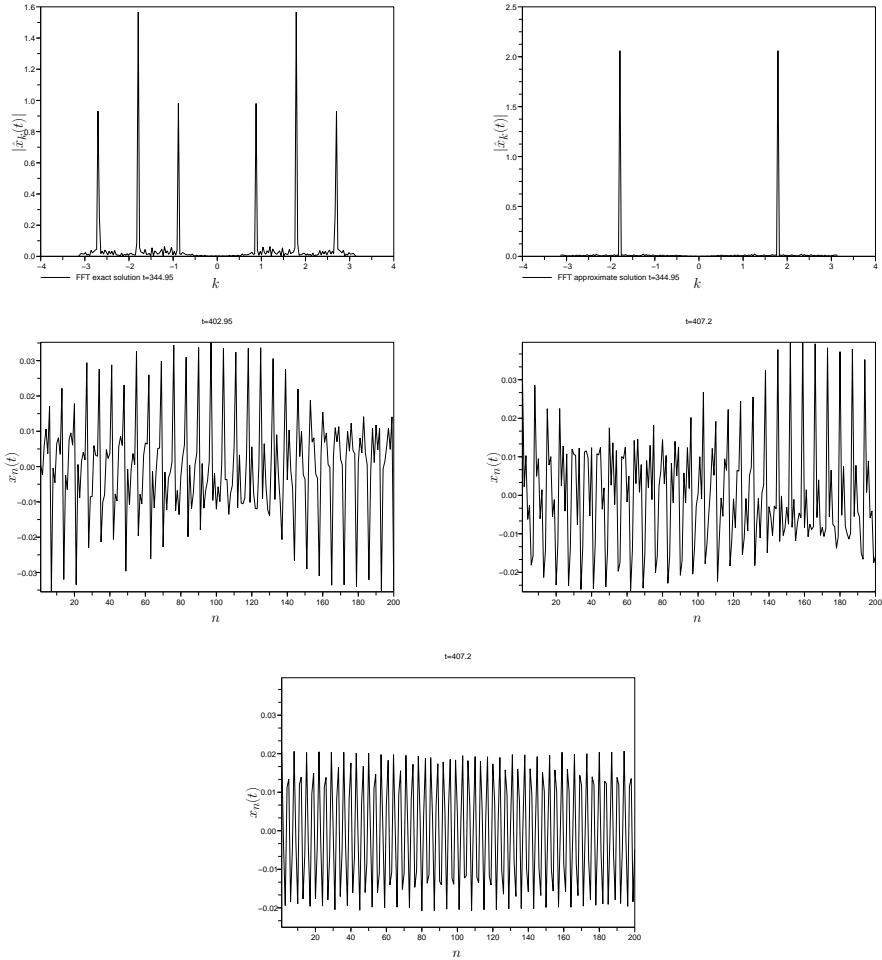 1.6
1.4
1.2
1.0
0.8
0.6
0.4
0.2
0.0
|x̂_k(t)|
−4 −3 −2 −1 0 1 2 3 4
FFT exact solution t=344.95
k
2.5
2.0
1.5
1.0
0.5
0.0
|x̂_k(t)|
−4 −3 −2 −1 0 1 2 3 4
FFT approximate solution t=344.95
k
t=402.95
0.03
0.02
0.01
0.00
−0.01
−0.02
−0.03
x_n(t)
20 40 60 80 100 120 140 160 180 200
n
t=407.2
0.03
0.02
0.01
0.00
−0.01
−0.02
x_n(t)
20 40 60 80 100 120 140 160 180 200
n
t=407.2
0.03
0.02
0.01
0.00
−0.01
−0.02
x_n(t)
20 40 60 80 100 120 140 160 180 200
n